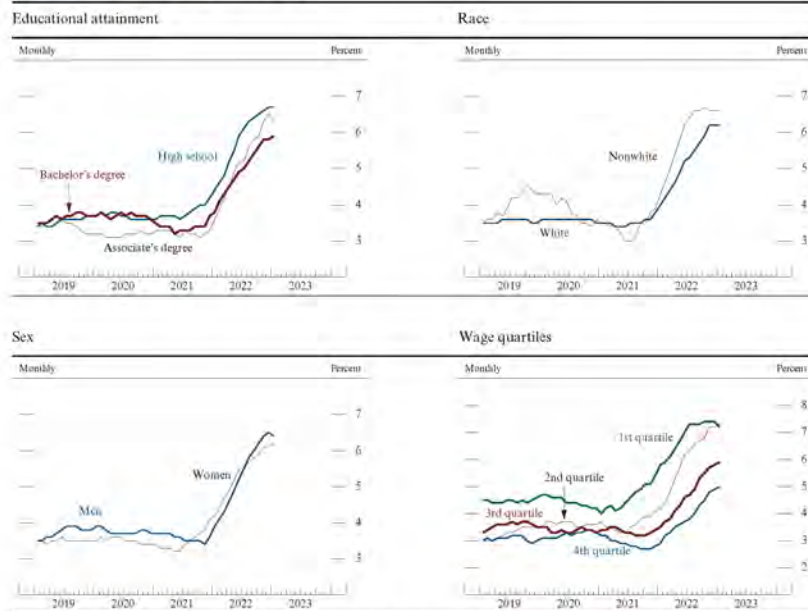 Educational attainment
Monthly
Percent
7
6
5
4
3
High school
Bachelor's degree
Associate's degree
2019
2020
2021
2022
2023
Race
Monthly
Percent
7
6
5
4
3
Nonwhite
White
2019
2020
2021
2022
2023
Sex
Monthly
Percent
7
6
5
4
3
Women
Men
2019
2020
2021
2022
2023
Wage quartiles
Monthly
Percent
8
7
6
5
4
3
2
1st quartile
2nd quartile
3rd quartile
4th quartile
2019
2020
2021
2022
2023